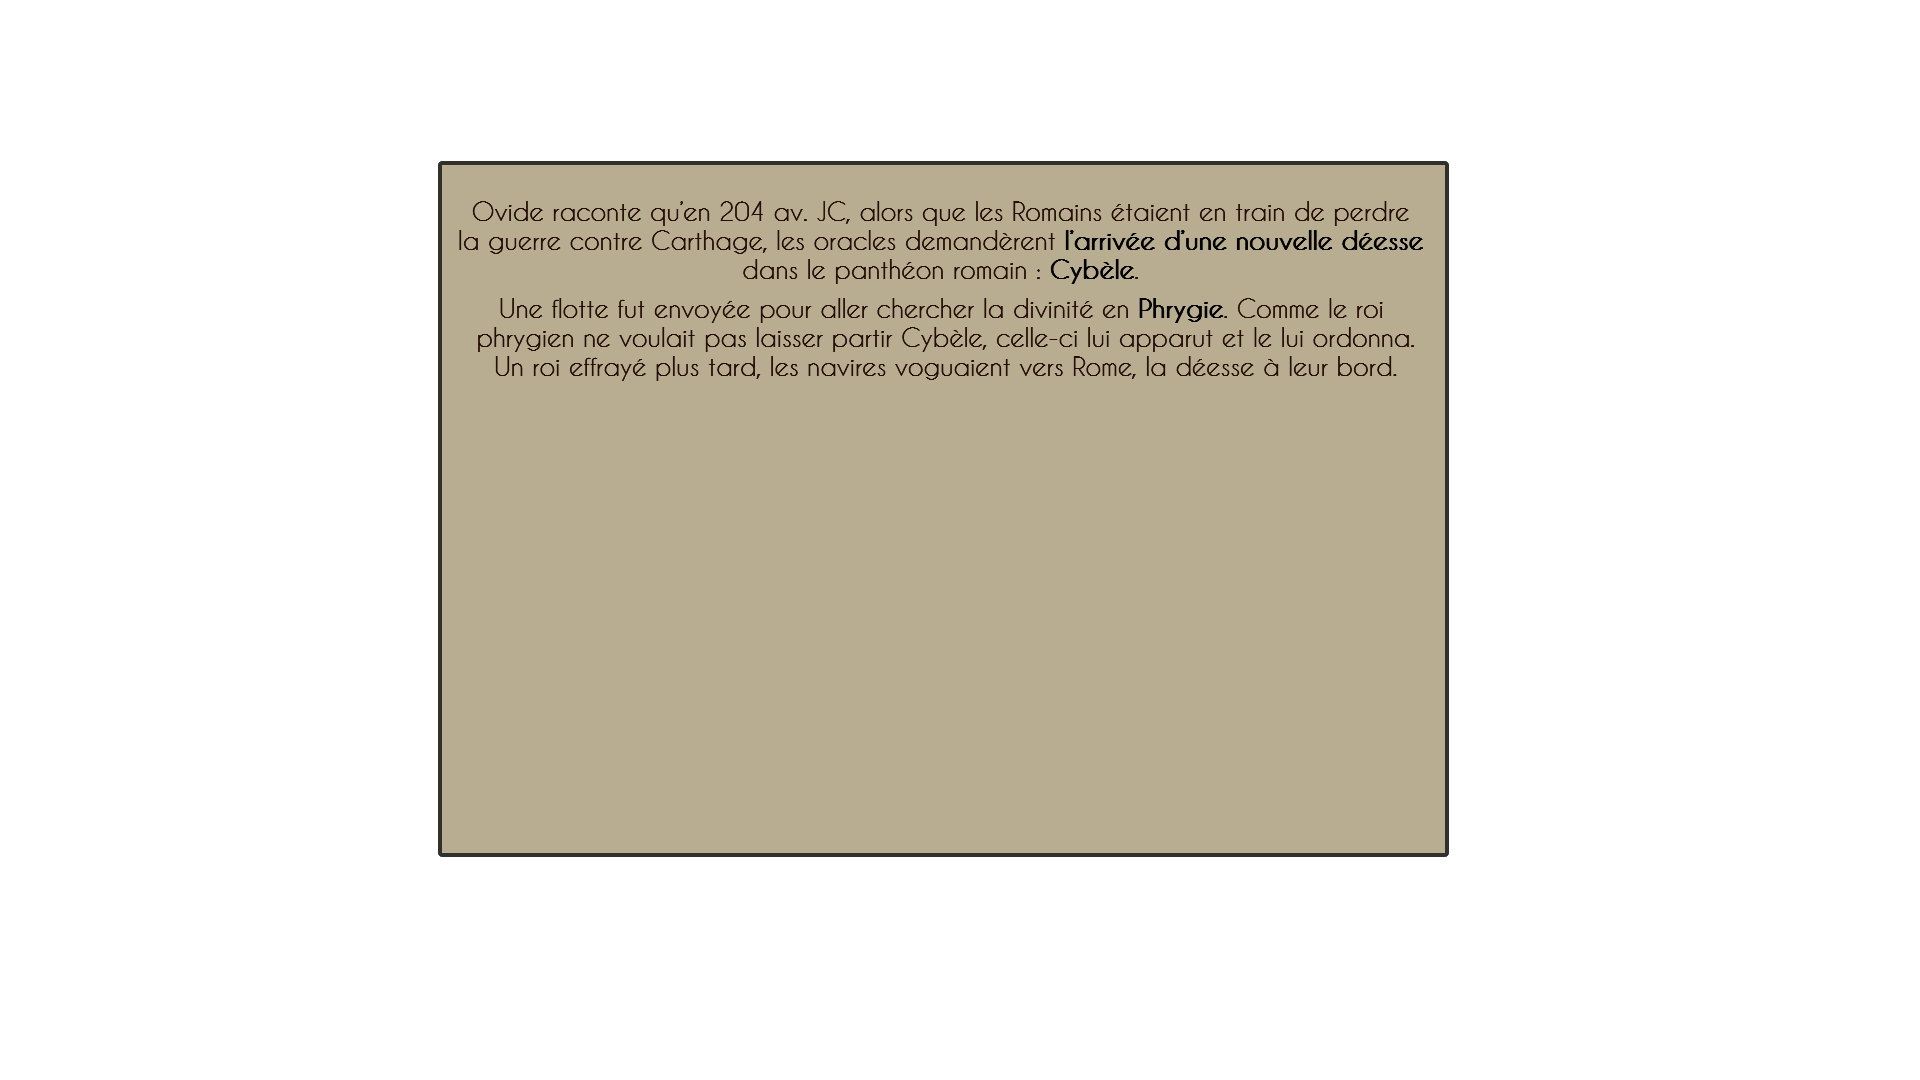 Ovide raconte qu’en 204 av. JC, alors que les Romains étaient en train de perdre
la guerre contre Carthage, les oracles demandèrent l’arrivée d’une nouvelle déesse
dans le panthéon romain : Cybèle.
Une flotte fut envoyée pour aller chercher la divinité en Phrygie. Comme le roi
phrygien ne voulait pas laisser partir Cybèle, celle-ci lui apparut et le lui ordonna.
Un roi effrayé plus tard, les navires voguaient vers Rome, la déesse à leur bord.